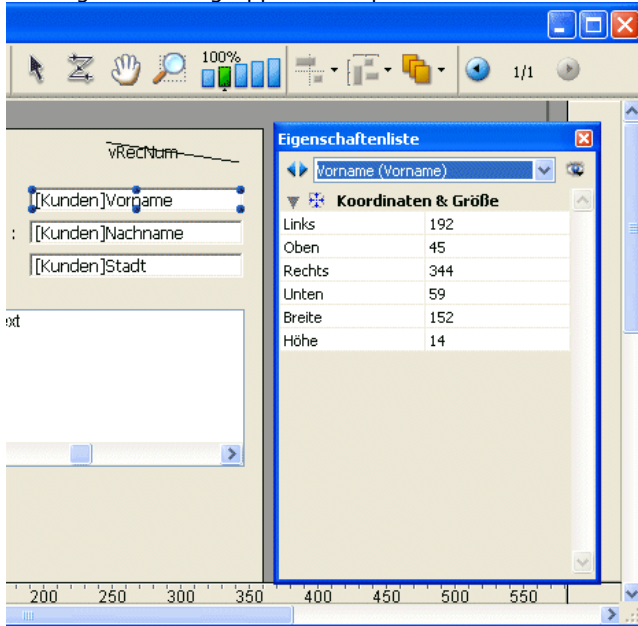 100%
1/1
vRecNum
Eigenschaftenliste
Vorname (Vorname)
[Kunden]Vorname
Koordinaten & Größe
: [Kunden]Nachname
Links 192
Oben 45
[Kunden]Stadt
Rechts 344
Unten 59
ext
Breite 152
Höhe 14
200 250 300 350 400 450 500 550